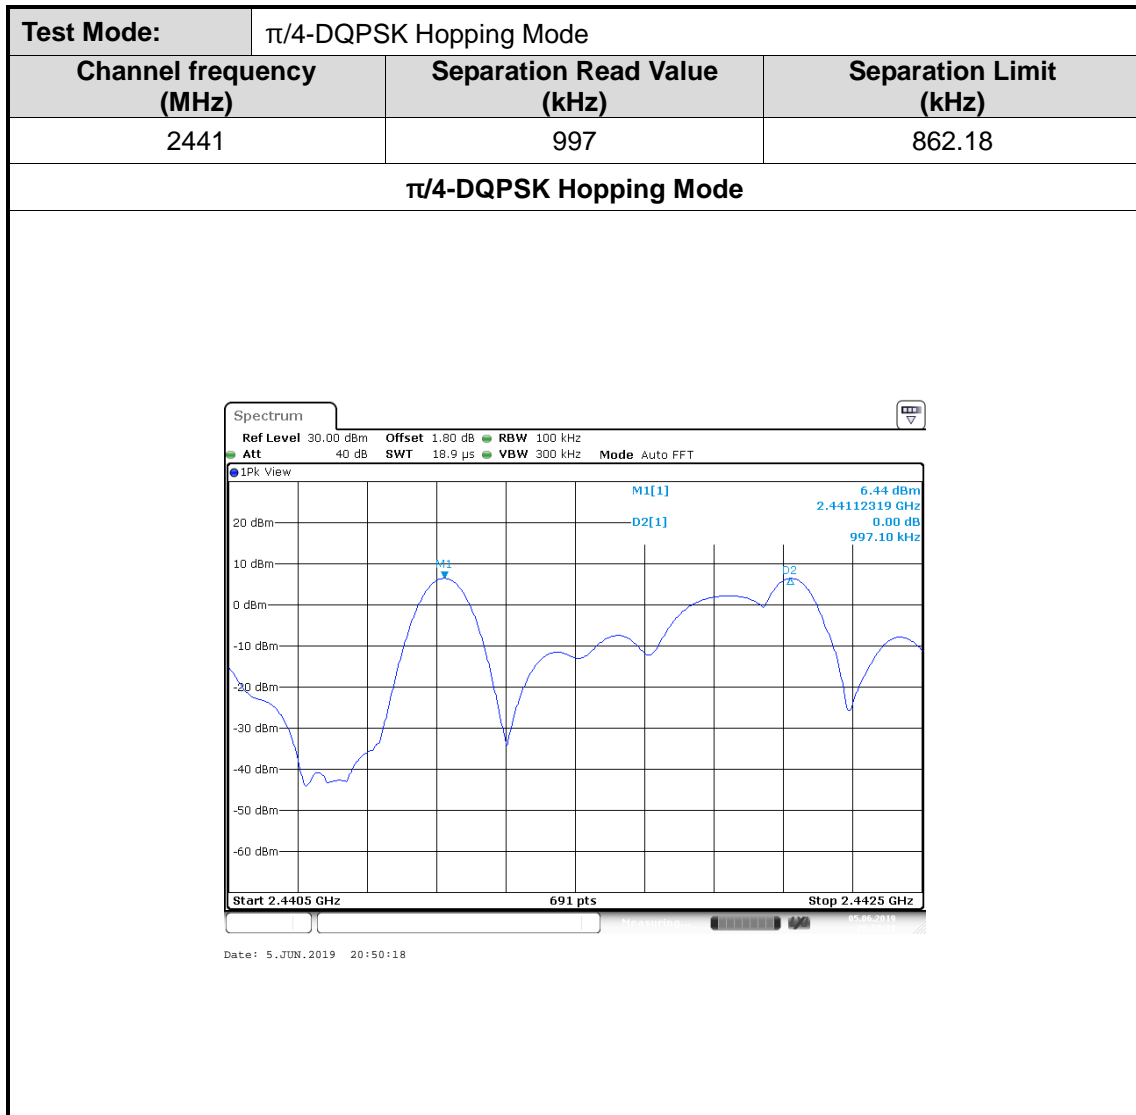 Test Mode: π/4-DQPSK Hopping Mode
Channel frequency (MHz) Separation Read Value (kHz) Separation Limit (kHz)
2441 997 862.18
π/4-DQPSK Hopping Mode
Spectrum
Ref Level 30.00 dBm Offset 1.80 dB RBW 100 kHz
Att 40 dB SWT 18.9 µs VBW 300 kHz Mode Auto FFT
1Pk View
M1[1] 6.44 dBm
2.44112319 GHz
20 dBm D2[1] 0.00 dB
997.10 kHz
10 dBm M1 D2
0 dBm
-10 dBm
-20 dBm
-30 dBm
-40 dBm
-50 dBm
-60 dBm
Start 2.4405 GHz 691 pts Stop 2.4425 GHz
Measuring... 05.06.2019
Date: 5.JUN.2019 20:50:18